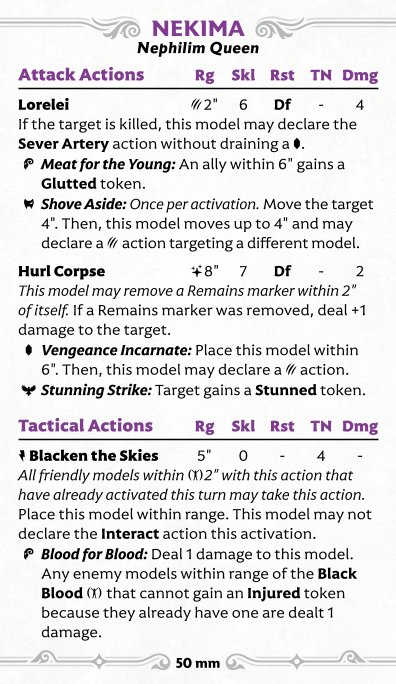 NEKIMA
Nephilim Queen
Attack Actions Rg Skl Rst TN Dmg
Lorelei 2" 6 Df - 4
If the target is killed, this model may declare the
Sever Artery action without draining a .
Meat for the Young: An ally within 6" gains a
Glutted token.
Shove Aside: Once per activation. Move the target
4". Then, this model moves up to 4" and may
declare a action targeting a different model.
Hurl Corpse 8" 7 Df - 2
This model may remove a Remains marker within 2"
of itself. If a Remains marker was removed, deal +1
damage to the target.
Vengeance Incarnate: Place this model within
6". Then, this model may declare a action.
Stunning Strike: Target gains a Stunned token.
Tactical Actions Rg Skl Rst TN Dmg
Blacken the Skies 5" 0 - 4 -
All friendly models within 2" with this action that
have already activated this turn may take this action.
Place this model within range. This model may not
declare the Interact action this activation.
Blood for Blood: Deal 1 damage to this model.
Any enemy models within range of the Black
Blood that cannot gain an Injured token
because they already have one are dealt 1
damage.
50 mm